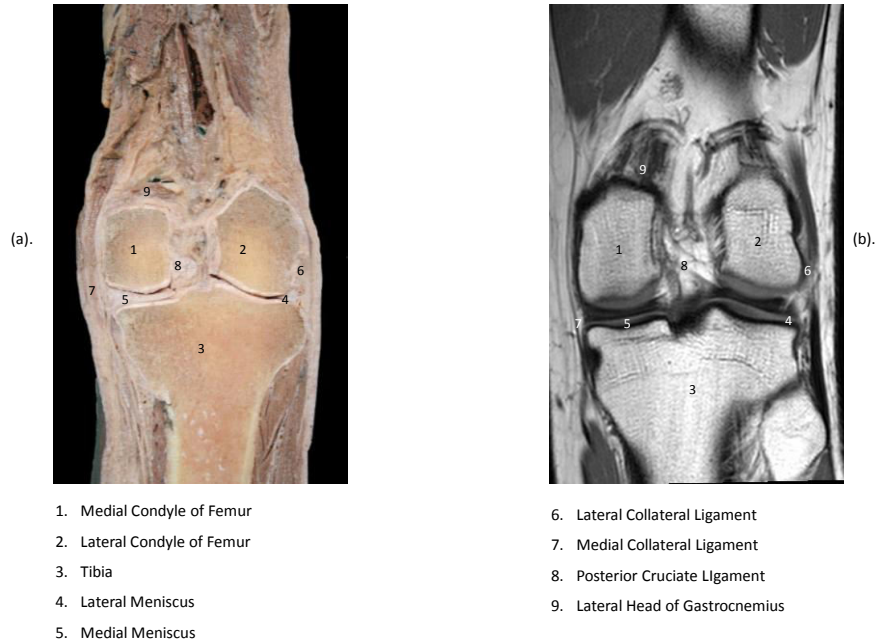 9
9
1
2
1
2
(a).
(b).
8
6
8
6
7
5
4
7
5
4
3
3
1. Medial Condyle of Femur
2. Lateral Condyle of Femur
3. Tibia
4. Lateral Meniscus
5. Medial Meniscus
6. Lateral Collateral Ligament
7. Medial Collateral Ligament
8. Posterior Cruciate LIgament
9. Lateral Head of Gastrocnemius